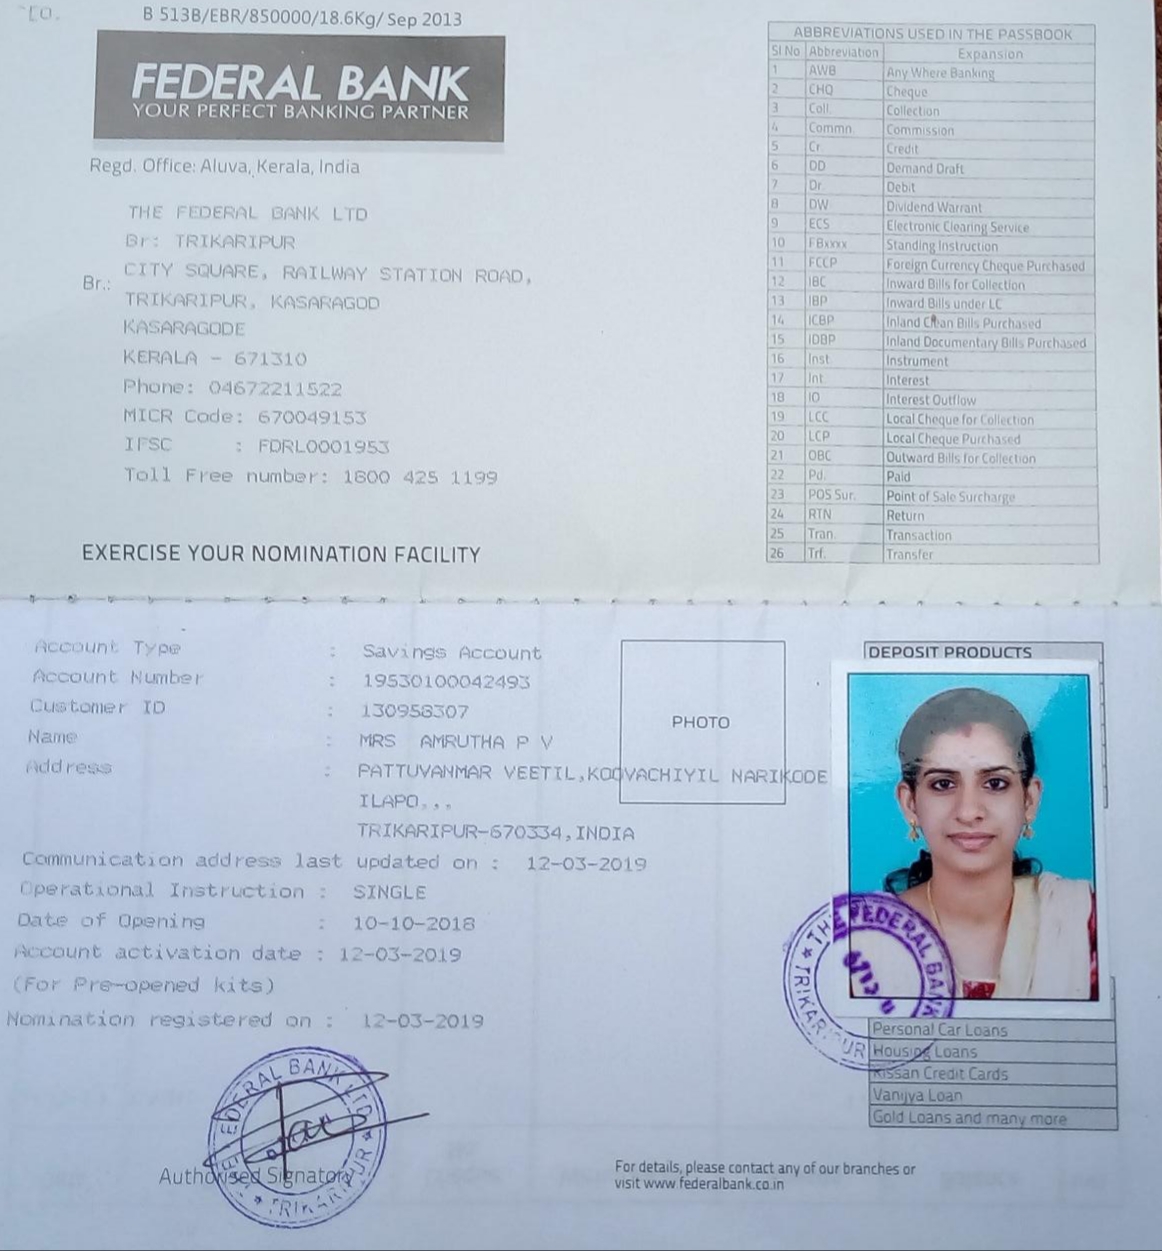 B 513B/EBR/850000/18.6Kg/ Sep 2013
FEDERAL BANK
YOUR PERFECT BANKING PARTNER
Regd. Office: Aluva, Kerala, India
THE FEDERAL BANK LTD
Br: TRIKARIPUR
Br.: CITY SQUARE, RAILWAY STATION ROAD,
TRIKARIPUR, KASARAGOD
KASARAGODE
KERALA - 671310
Phone: 04672211522
MICR Code: 670049153
IFSC : FDRL0001953
Toll Free number: 1800 425 1199
EXERCISE YOUR NOMINATION FACILITY
ABBREVIATIONS USED IN THE PASSBOOK
Sl No Abbreviation Expansion
1 AWB Any Where Banking
2 CHQ Cheque
3 Coll. Collection
4 Commn. Commission
5 Cr. Credit
6 DD Demand Draft
7 Dr. Debit
8 DW Dividend Warrant
9 ECS Electronic Clearing Service
10 FBxxxx Standing Instruction
11 FCCP Foreign Currency Cheque Purchased
12 IBC Inward Bills for Collection
13 IBP Inward Bills under LC
14 ICBP Inland Clean Bills Purchased
15 IDBP Inland Documentary Bills Purchased
16 Inst. Instrument
17 Int. Interest
18 IO Interest Outflow
19 LCC Local Cheque for Collection
20 LCP Local Cheque Purchased
21 OBC Outward Bills for Collection
22 Pd. Paid
23 POS Sur. Point of Sale Surcharge
24 RTN Return
25 Tran. Transaction
26 Trf. Transfer
Account Type : Savings Account
Account Number : 19530100042493
Customer ID : 130958307
Name : MRS AMRUTHA P V
Address : PATTUVANMAR VEETIL,KOOVACHIYIL NARIKODE
ILAPO,,,
TRIKARIPUR-670334,INDIA
Communication address last updated on : 12-03-2019
Operational Instruction : SINGLE
Date of Opening : 10-10-2018
Account activation date : 12-03-2019
(For Pre-opened kits)
Nomination registered on : 12-03-2019
PHOTO
DEPOSIT PRODUCTS
THE FEDERAL BANK
TRIKARIPUR
Personal Car Loans
Housing Loans
Kissan Credit Cards
Vanijya Loan
Gold Loans and many more
THE FEDERAL BANK LTD
TRIKARIPUR
Authorised Signatory
For details, please contact any of our branches or
visit www.federalbank.co.in